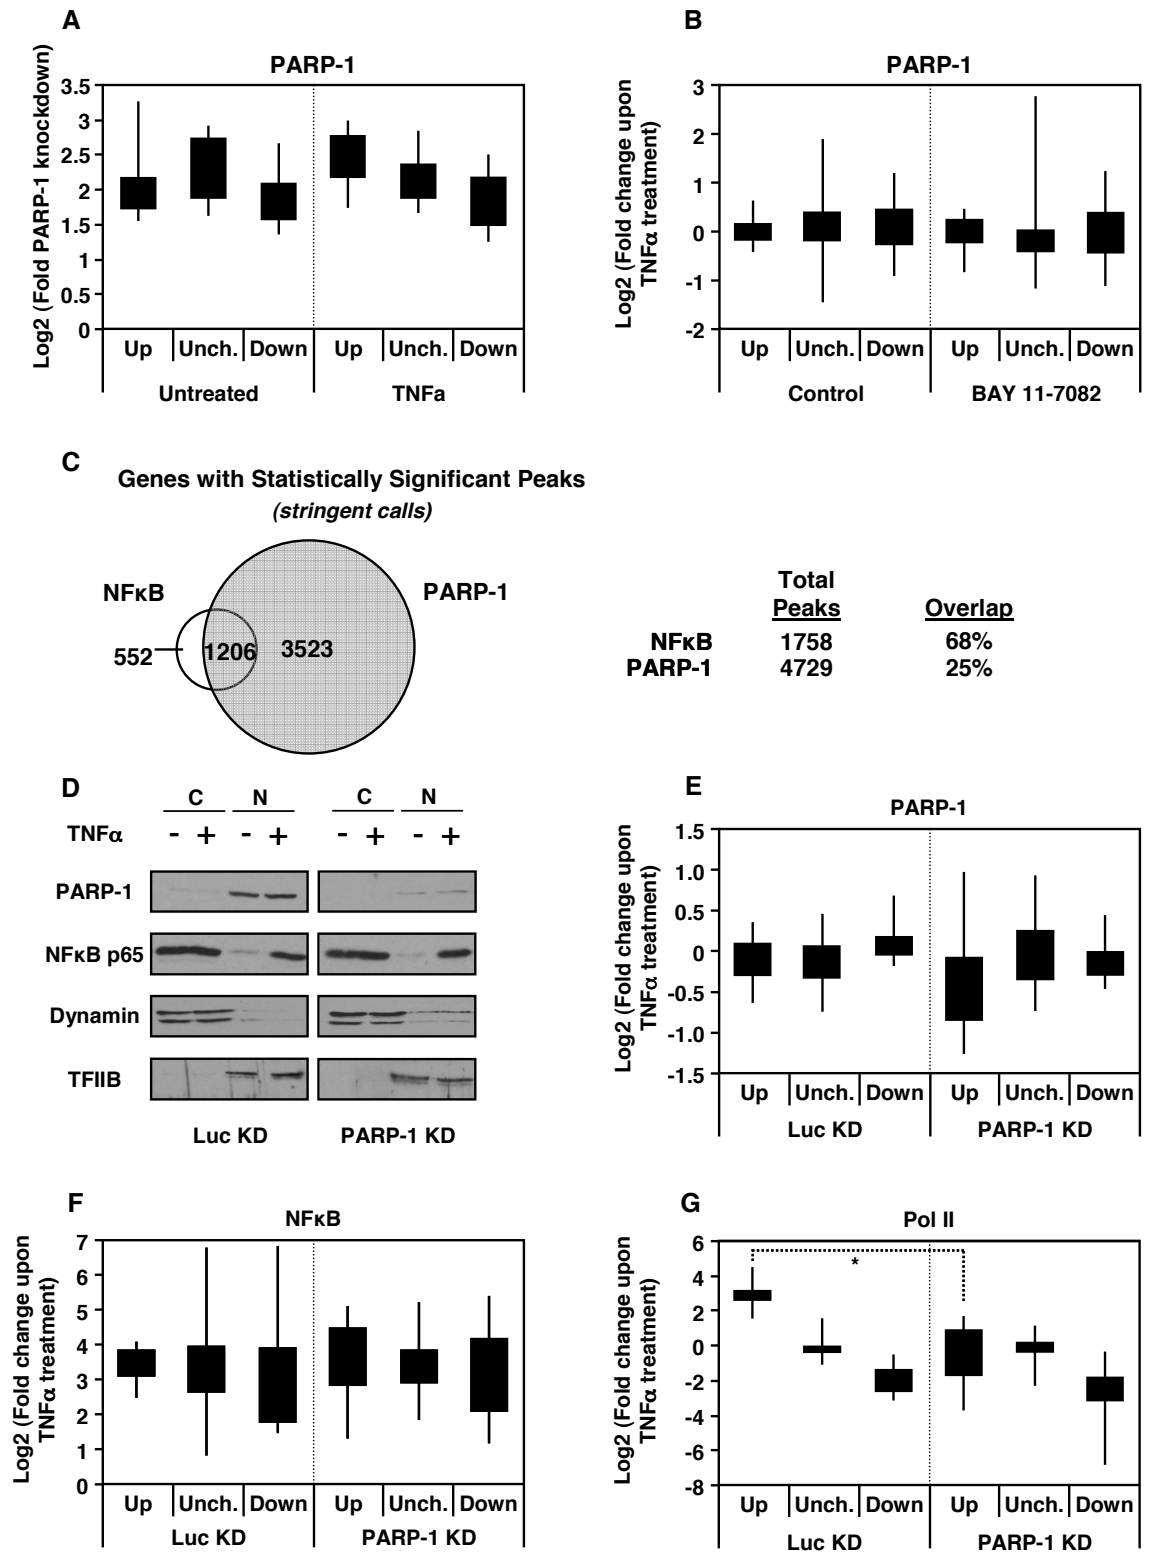 A
PARP-1
Log2 (Fold PARP-1 knockdown)
3.5
3
2.5
2
1.5
1
0.5
0
Up Unch. Down Up Unch. Down
Untreated TNFa
B
PARP-1
Log2 (Fold change upon
TNFα treatment)
3
2
1
0
-1
-2
Up Unch. Down Up Unch. Down
Control BAY 11-7082
C
Genes with Statistically Significant Peaks
(stringent calls)
NFκB
PARP-1
552
1206
3523
Total
Peaks Overlap
NFκB 1758 68%
PARP-1 4729 25%
D
C N C N
TNFα - + - + - + - +
PARP-1
NFκB p65
Dynamin
TFIIB
Luc KD PARP-1 KD
E
PARP-1
Log2 (Fold change upon
TNFα treatment)
1.5
1.0
0.5
0
-0.5
-1.0
-1.5
Up Unch. Down Up Unch. Down
Luc KD PARP-1 KD
F
NFκB
Log2 (Fold change upon
TNFα treatment)
7
6
5
4
3
2
1
0
Up Unch. Down Up Unch. Down
Luc KD PARP-1 KD
G
Pol II
Log2 (Fold change upon
TNFα treatment)
6
4
2
0
-2
-4
-6
-8
*
Up Unch. Down Up Unch. Down
Luc KD PARP-1 KD